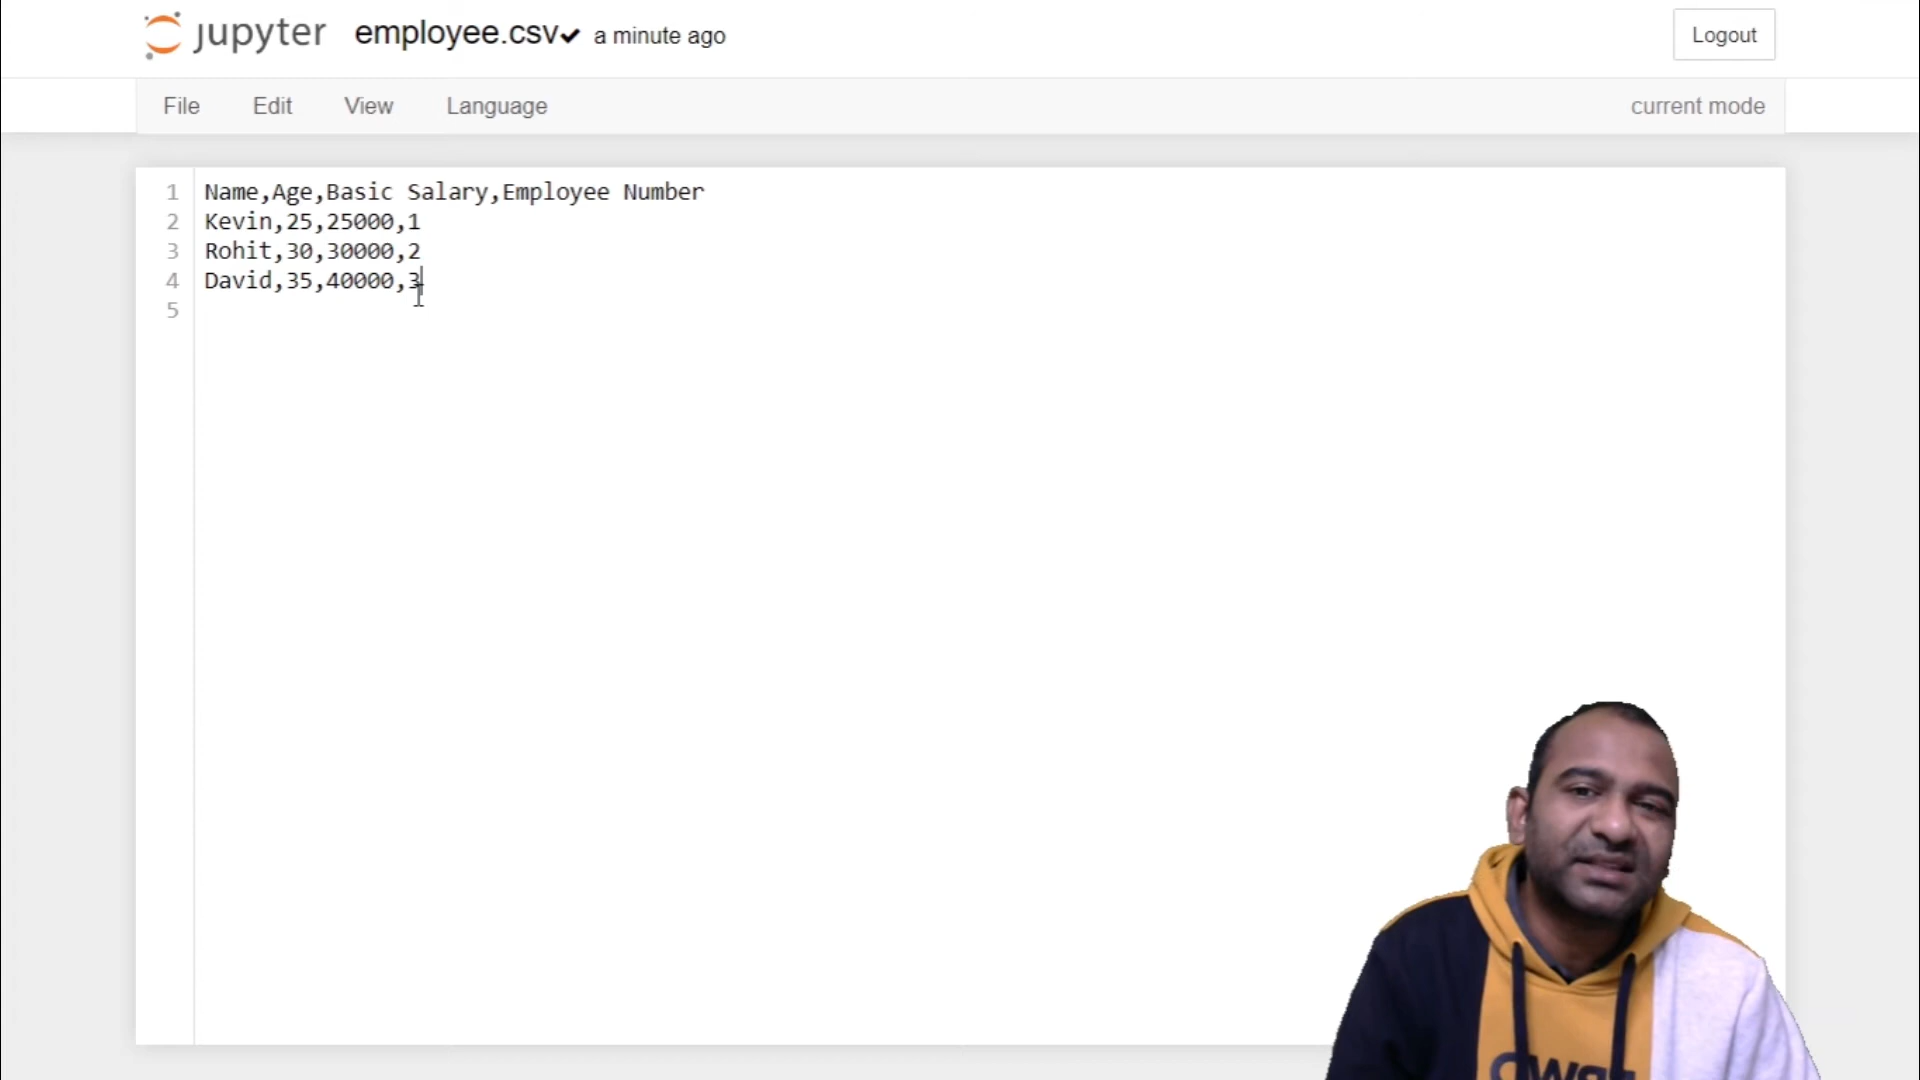 jupyter employee.csv a minute ago Logout
File Edit View Language current mode
1 Name,Age,Basic Salary,Employee Number
2 Kevin,25,25000,1
3 Rohit,30,30000,2
4 David,35,40000,3
5